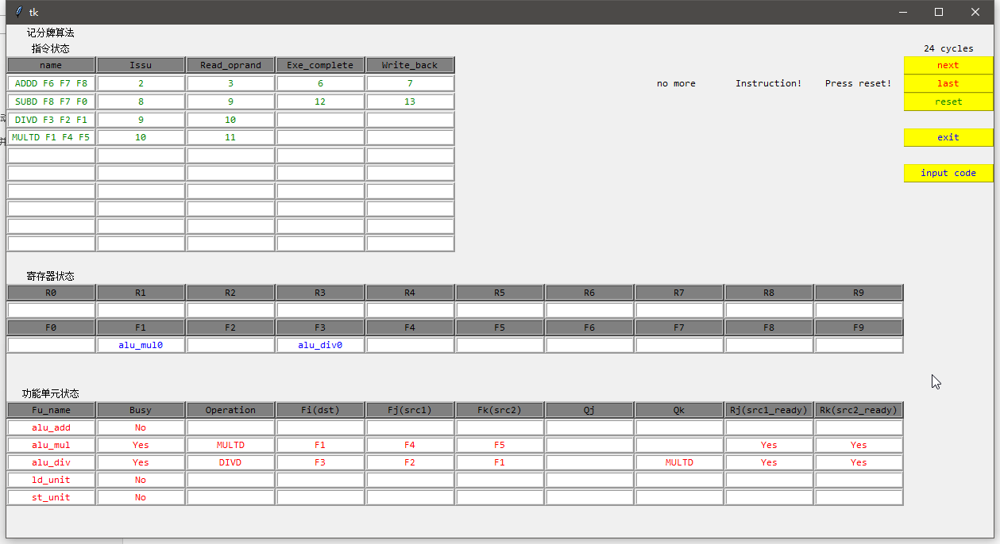 tk
记分牌算法
指令状态 24 cycles
name Issu Read_oprand Exe_complete Write_back next
ADDD F6 F7 F8 2 3 6 7 no more Instruction! Press reset! last
SUBD F8 F7 F0 8 9 12 13 reset
DIVD F3 F2 F1 9 10
MULTD F1 F4 F5 10 11 exit
input code
寄存器状态
R0 R1 R2 R3 R4 R5 R6 R7 R8 R9
F0 F1 F2 F3 F4 F5 F6 F7 F8 F9
alu_mul0 alu_div0
功能单元状态
Fu_name Busy Operation Fi(dst) Fj(src1) Fk(src2) Qj Qk Rj(src1_ready) Rk(src2_ready)
alu_add No
alu_mul Yes MULTD F1 F4 F5 Yes Yes
alu_div Yes DIVD F3 F2 F1 MULTD Yes Yes
ld_unit No
st_unit No